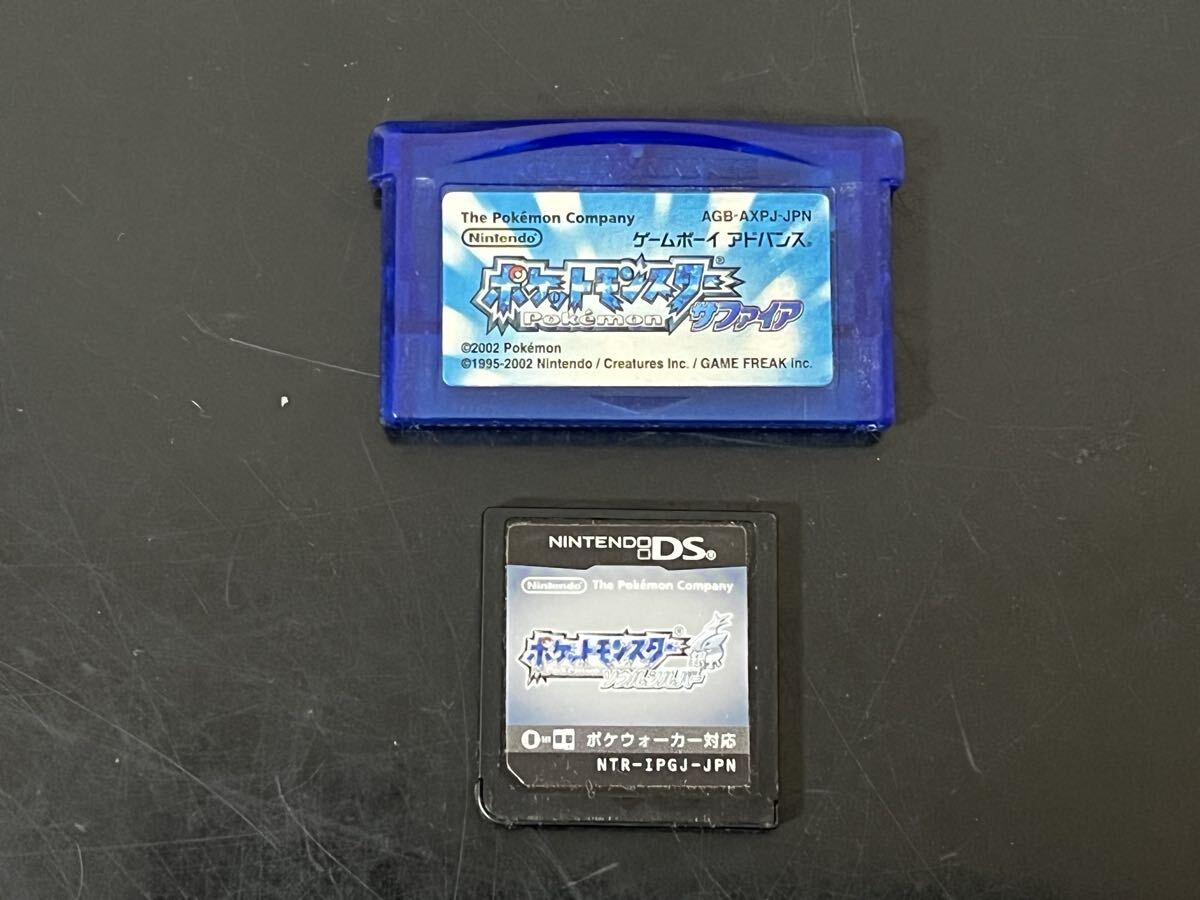 The Pokémon Company AGB-AXPJ-JPN
Nintendo ゲームボーイ アドバンス®
ポケットモンスター®
Pokémon サファイア
©2002 Pokémon
©1995-2002 Nintendo / Creatures Inc. / GAME FREAK inc.
NINTENDO DS®
Nintendo The Pokémon Company
ポケットモンスター®
Pokémon ソウルシルバー
ポケウォーカー対応
NTR-IPGJ-JPN